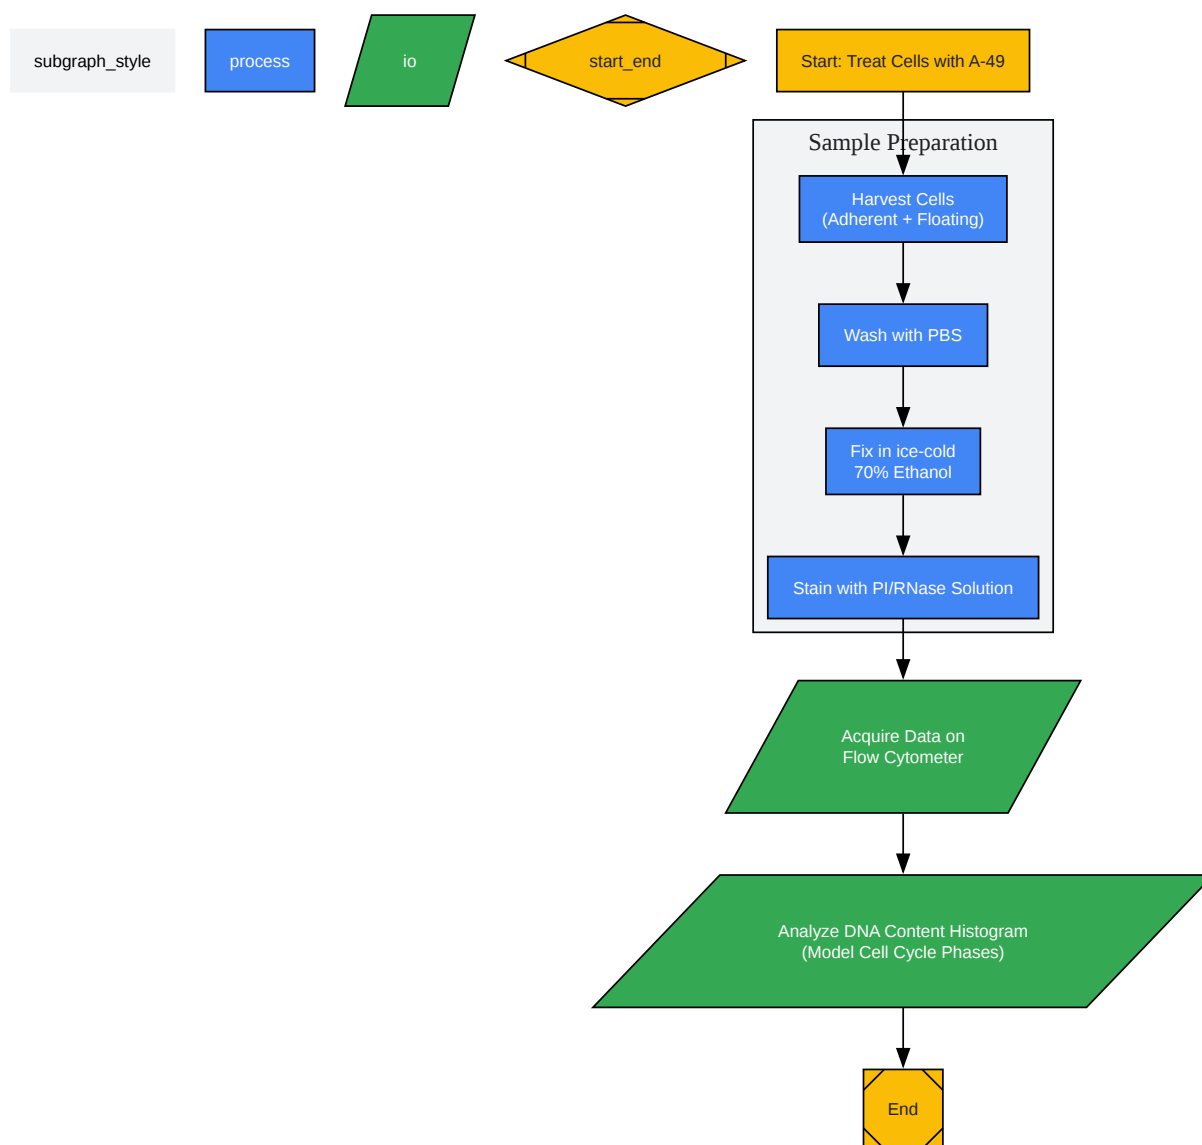 subgraph_style
process
io
start_end
Start: Treat Cells with A-49
Sample Preparation
Harvest Cells
(Adherent + Floating)
Wash with PBS
Fix in ice-cold
70% Ethanol
Stain with PI/RNase Solution
Acquire Data on
Flow Cytometer
Analyze DNA Content Histogram
(Model Cell Cycle Phases)
End